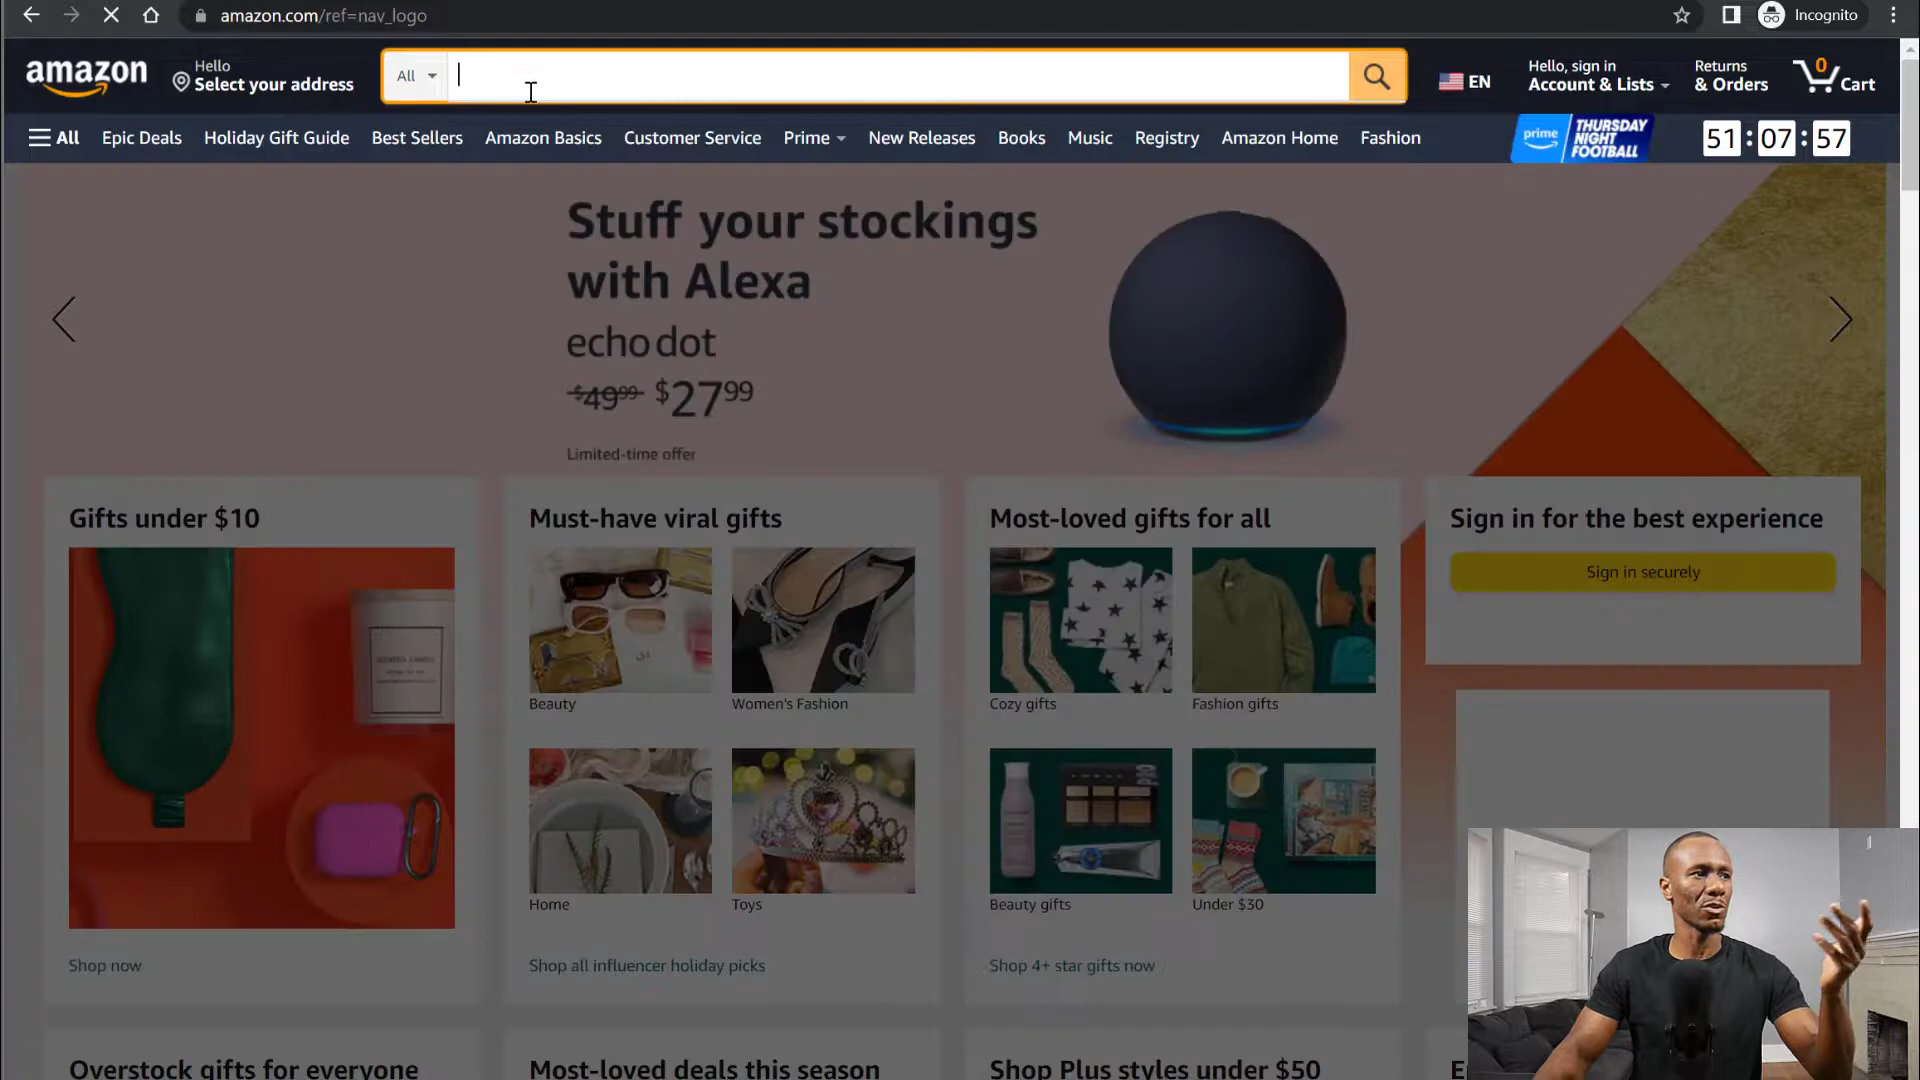 amazon.com/ref=nav_logo
Incognito
amazon
Hello
Select your address
All
EN
Hello, sign in
Account & Lists
Returns
& Orders
0
Cart
All
Epic Deals
Holiday Gift Guide
Best Sellers
Amazon Basics
Customer Service
Prime
New Releases
Books
Music
Registry
Amazon Home
Fashion
prime
THURSDAY
NIGHT
FOOTBALL
51:07:57
Stuff your stockings
with Alexa
echo dot
$49.99 $27.99
Limited-time offer
Gifts under $10
Shop now
Must-have viral gifts
Beauty
Women's Fashion
Home
Toys
Shop all influencer holiday picks
Most-loved gifts for all
Cozy gifts
Fashion gifts
Beauty gifts
Under $30
Shop 4+ star gifts now
Sign in for the best experience
Sign in securely
Overstock gifts for everyone
Most-loved deals this season
Shop Plus styles under $50